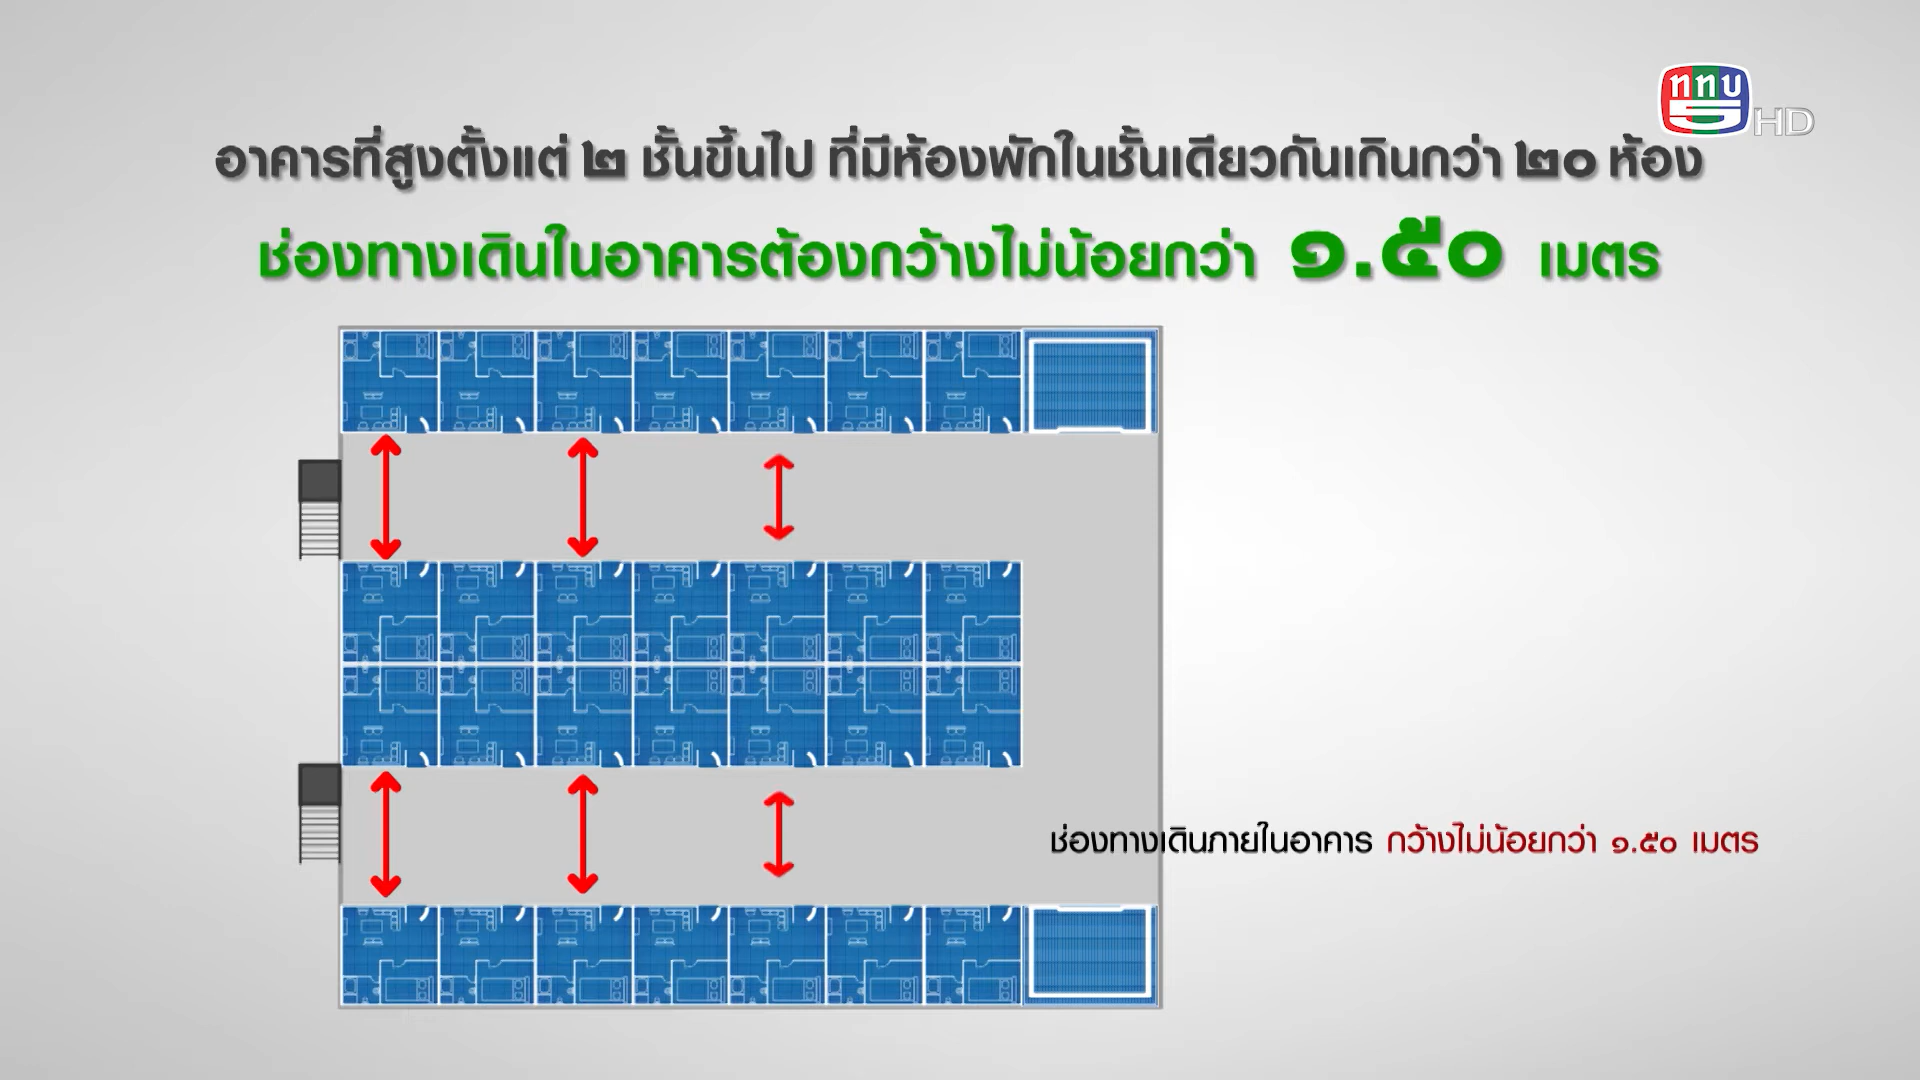 ททบ
5 HD
อาคารที่สูงตั้งแต่ ๒ ชั้นขึ้นไป ที่มีห้องพักในชั้นเดียวกันเกินกว่า ๒๐ ห้อง
ช่องทางเดินในอาคารต้องกว้างไม่น้อยกว่า ๑.๕๐ เมตร
ช่องทางเดินภายในอาคาร กว้างไม่น้อยกว่า ๑.๕๐ เมตร